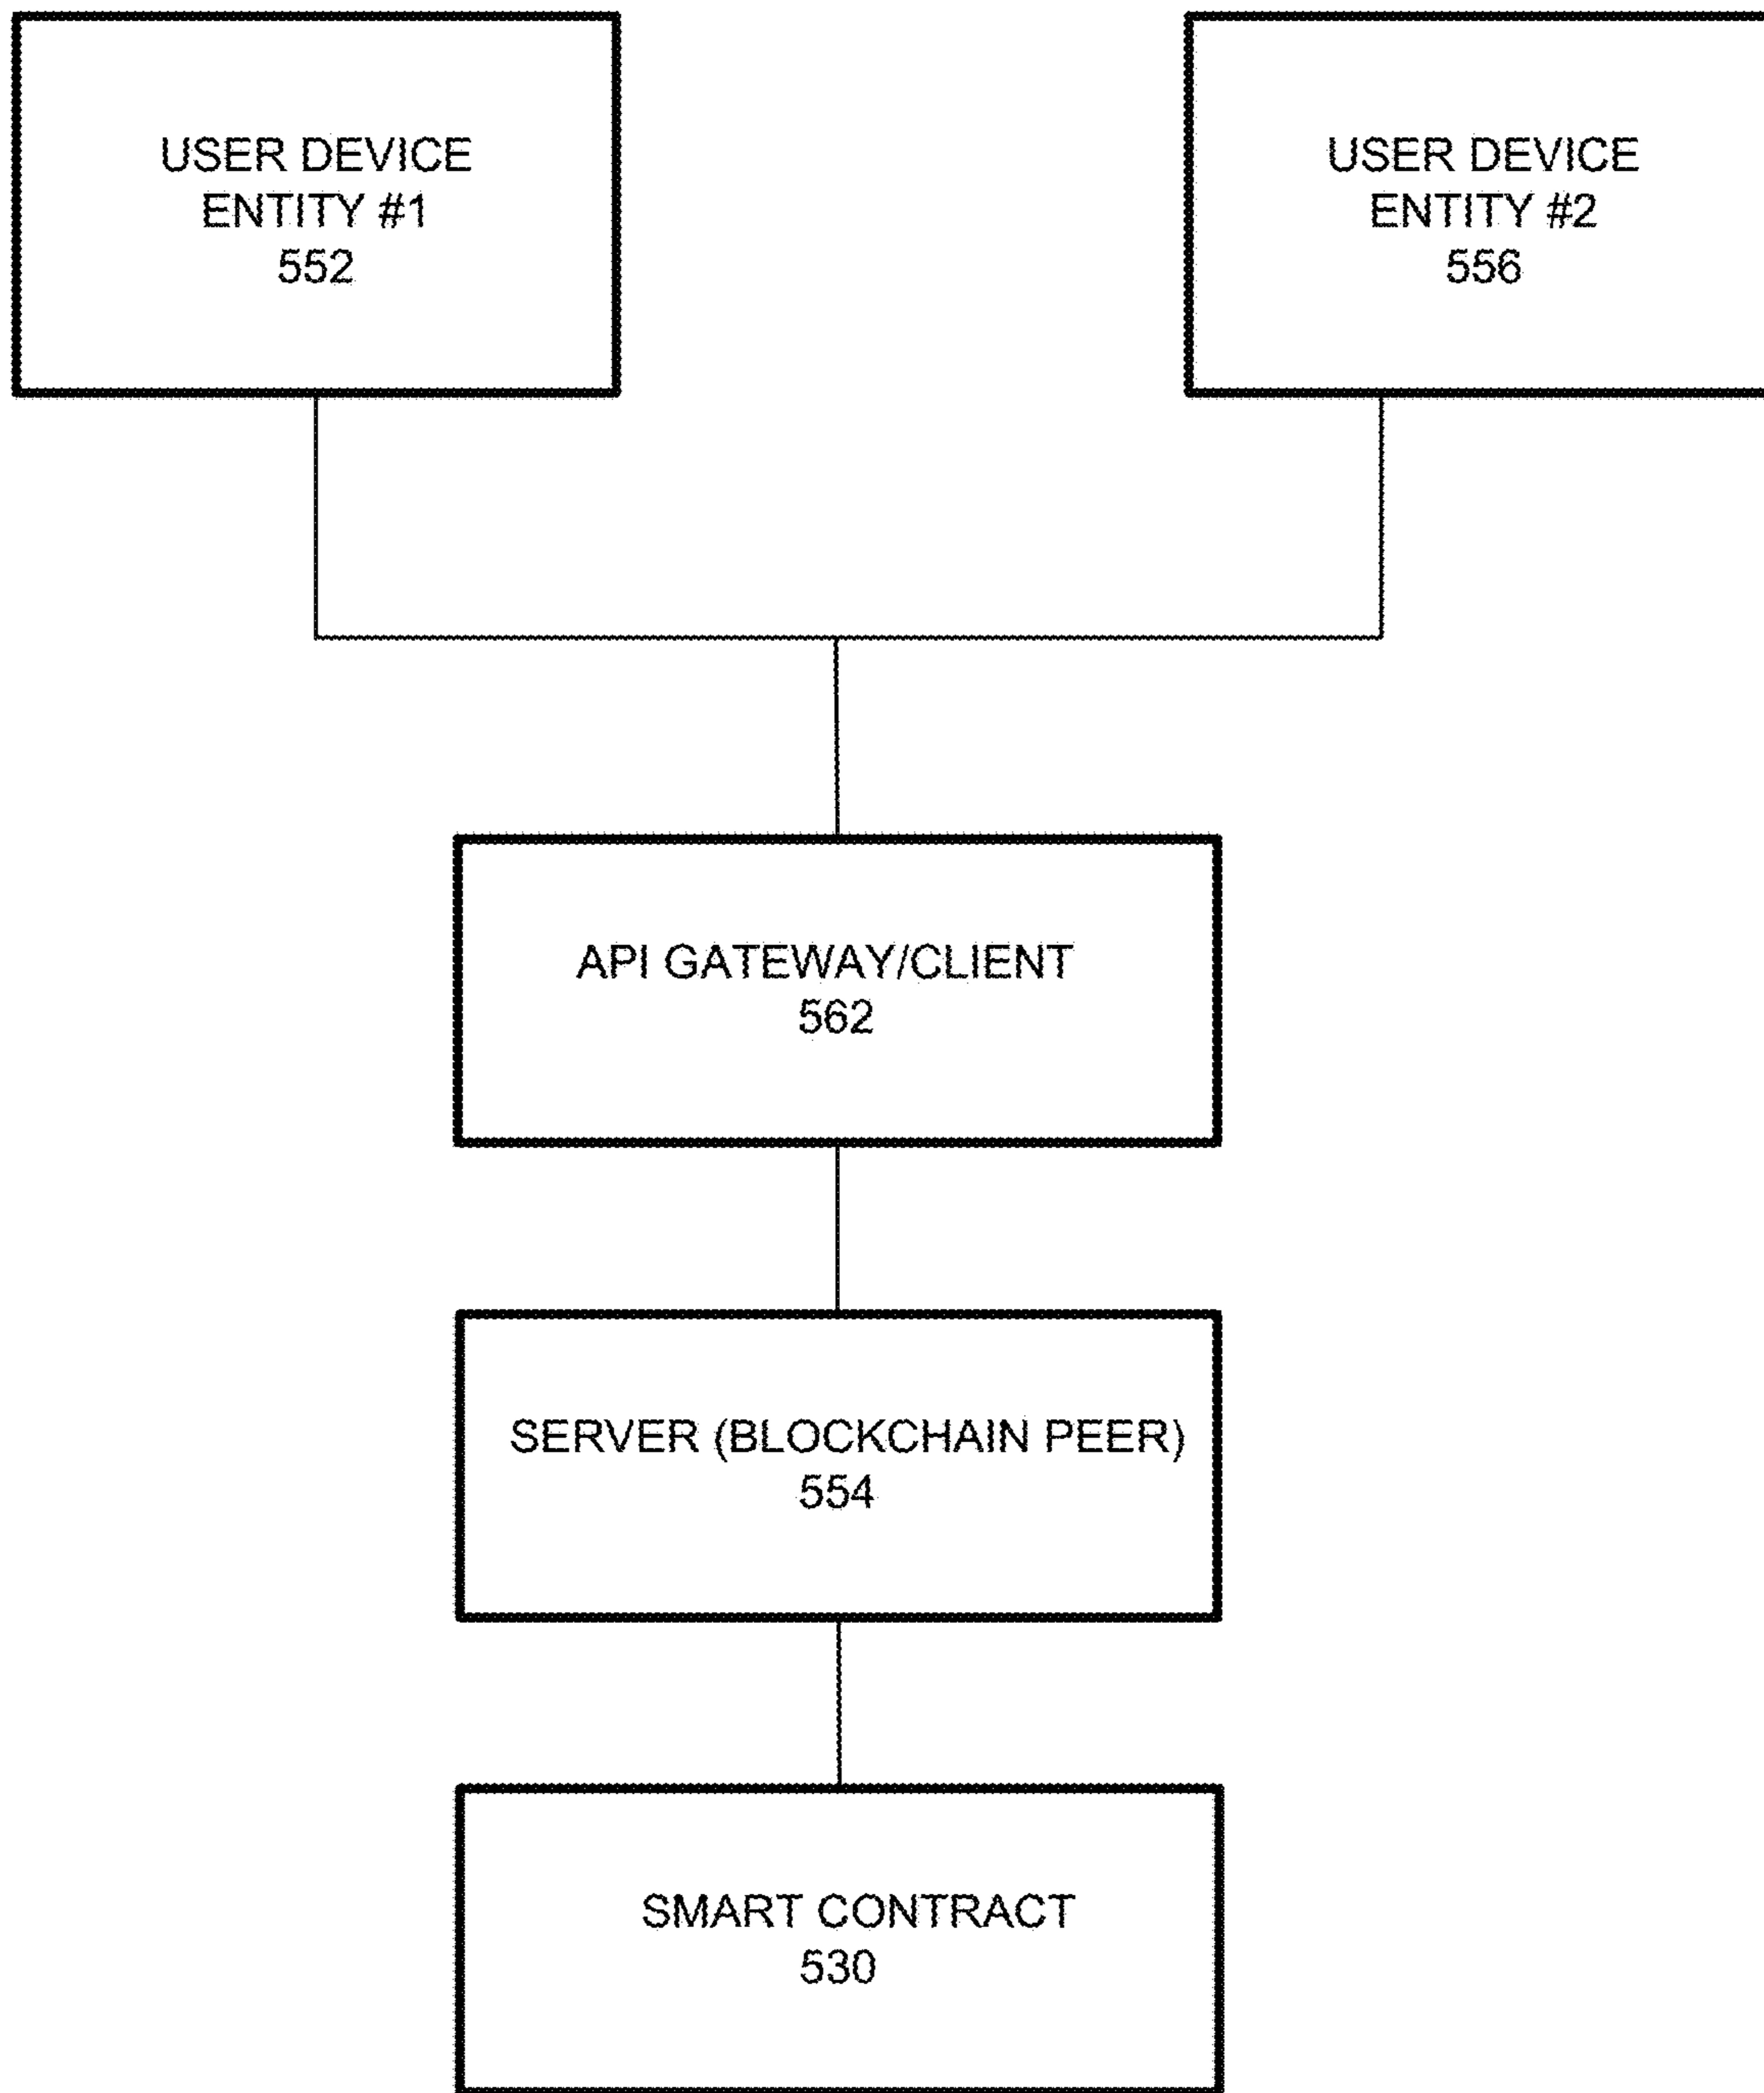 USER DEVICE
ENTITY #1
552
USER DEVICE
ENTITY #2
556
API GATEWAY/CLIENT
562
SERVER (BLOCKCHAIN PEER)
554
SMART CONTRACT
530